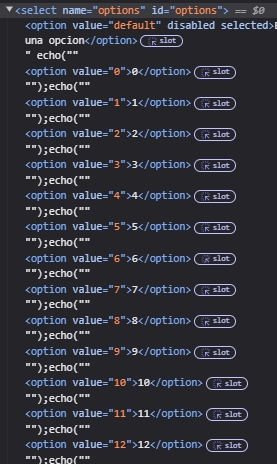 ▼<select name="options" id="options"> == $0
<option value="default" disabled selected>E
una opcion</option> slot
" echo(""
<option value="0">0</option> slot
"");echo(""
<option value="1">1</option> slot
"");echo(""
<option value="2">2</option> slot
"");echo(""
<option value="3">3</option> slot
"");echo(""
<option value="4">4</option> slot
"");echo(""
<option value="5">5</option> slot
"");echo(""
<option value="6">6</option> slot
"");echo(""
<option value="7">7</option> slot
"");echo(""
<option value="8">8</option> slot
"");echo(""
<option value="9">9</option> slot
"");echo(""
<option value="10">10</option> slot
"");echo(""
<option value="11">11</option> slot
"");echo(""
<option value="12">12</option> slot
"");echo(""